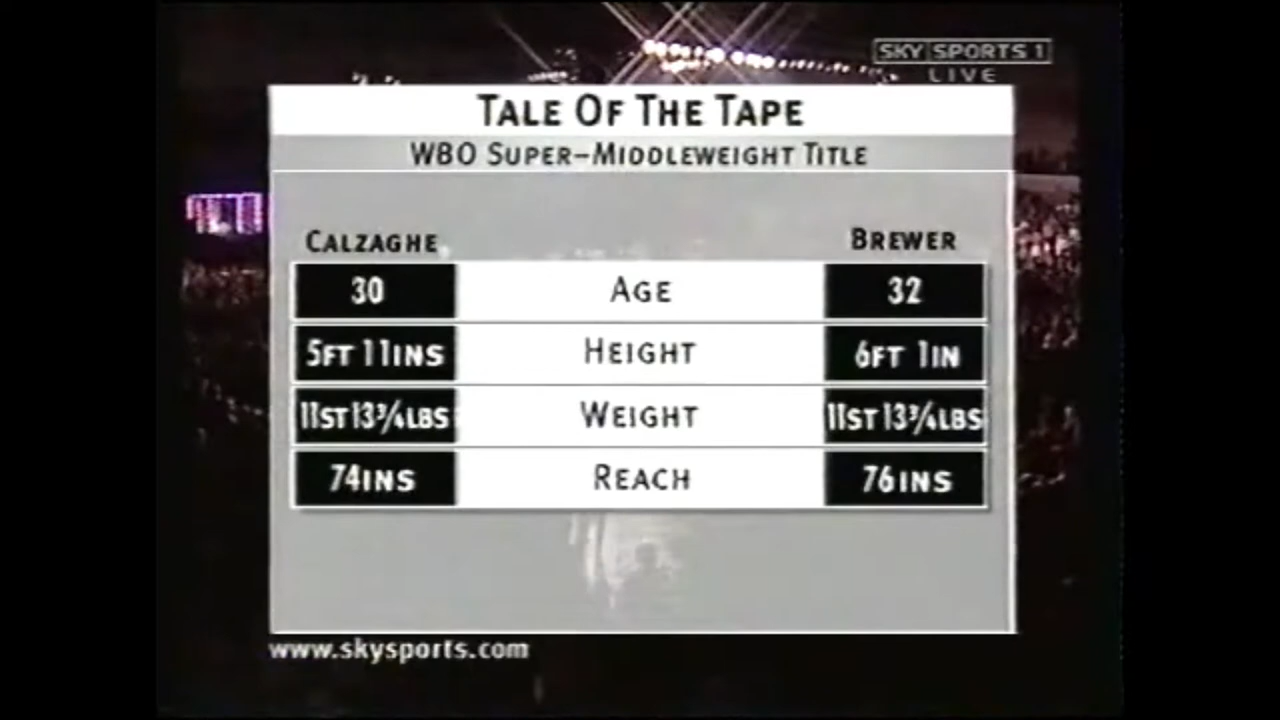 SKY SPORTS 1
LIVE
TALE OF THE TAPE
WBO SUPER-MIDDLEWEIGHT TITLE
CALZAGHE BREWER
30 AGE 32
5FT 11INS HEIGHT 6FT 1IN
11ST 13¾LBS WEIGHT 11ST 13¾LBS
74INS REACH 76INS
www.skysports.com